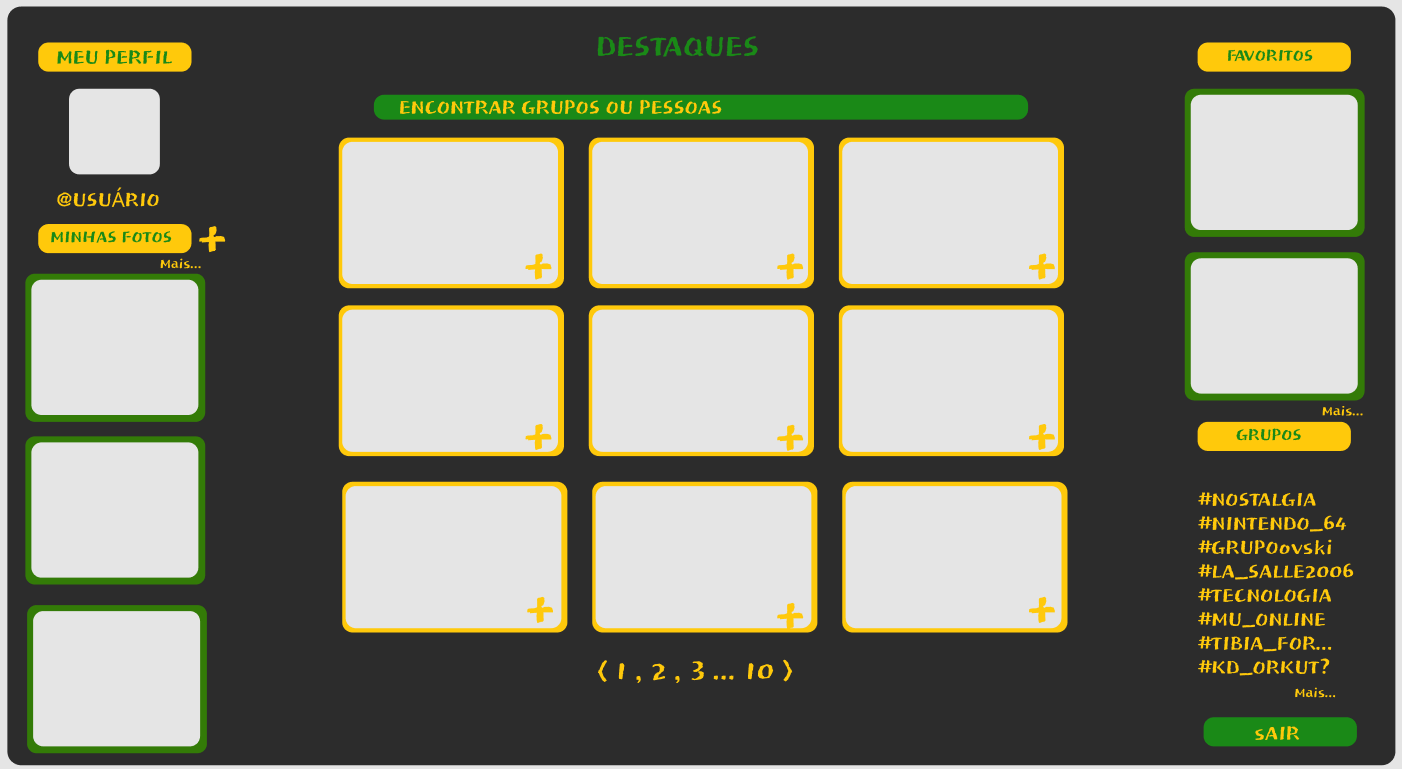 MEU PERFIL
@USUÁRIO
MINHAS FOTOS +
Mais...
DESTAQUES
ENCONTRAR GRUPOS OU PESSOAS
+ + +
+ + +
+ + +
< 1 , 2 , 3 ... 10 >
FAVORITOS
Mais...
GRUPOS
#NOSTALGIA
#NINTENDO_64
#GRUPOovski
#LA_SALLE2006
#TECNOLOGIA
#MU_ONLINE
#TIBIA_FOR...
#KD_ORKUT?
Mais...
sAIR